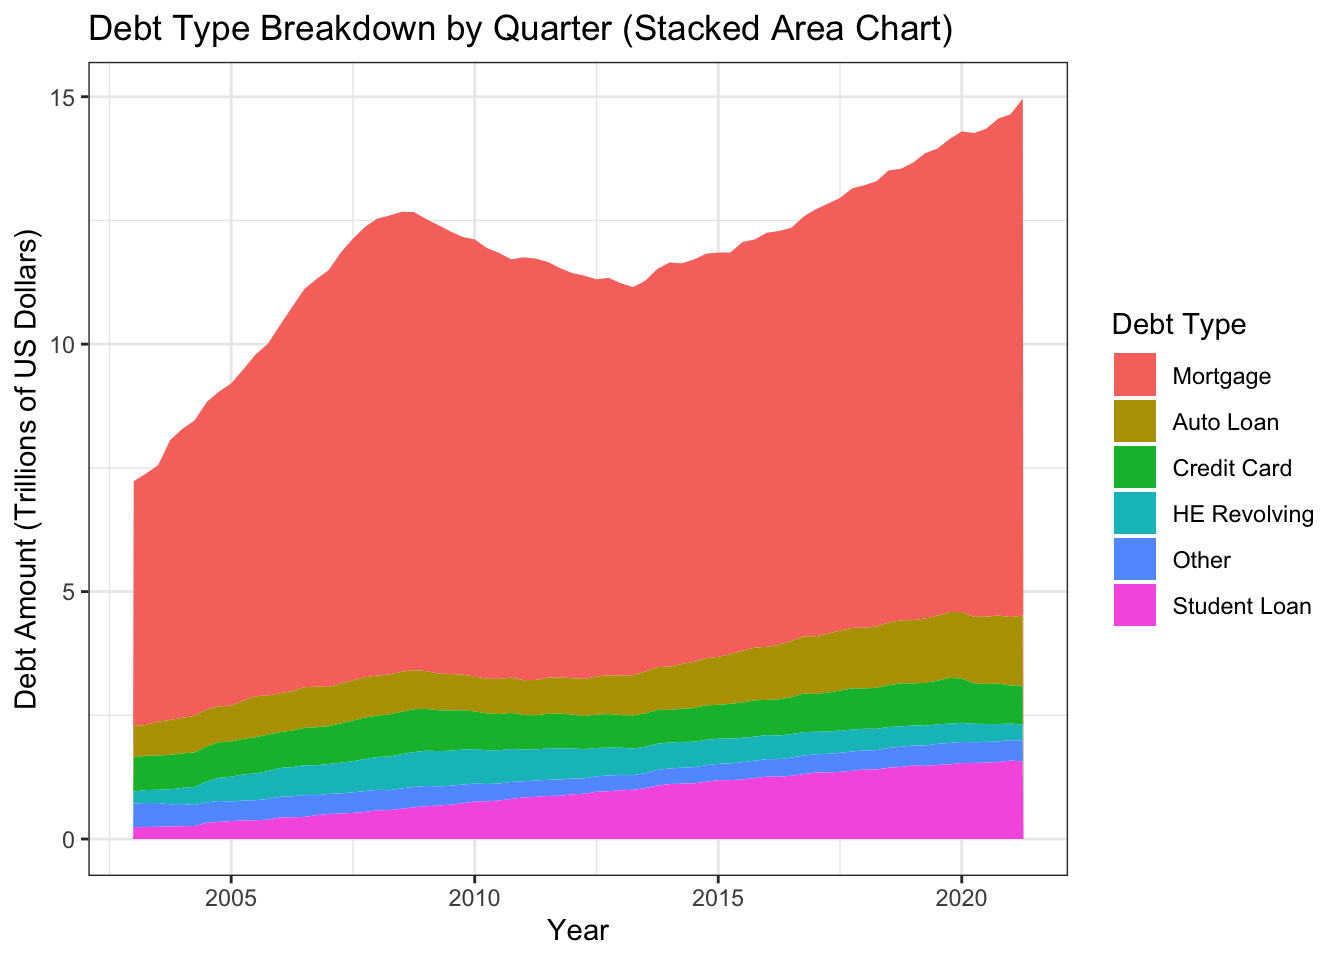 Debt Type Breakdown by Quarter (Stacked Area Chart)
Debt Amount (Trillions of US Dollars)
15
10
5
0
2005
2010
2015
2020
Year
Debt Type
Mortgage
Auto Loan
Credit Card
HE Revolving
Other
Student Loan